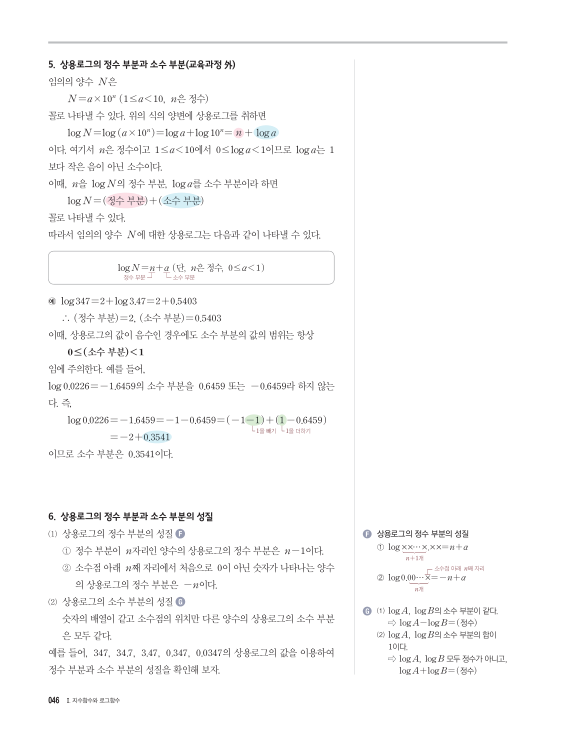 5. 상용로그의 정수 부분과 소수 부분(교육과정 外)
임의의 양수 N은
N=a×10ⁿ (1≤a<10, n은 정수)
꼴로 나타낼 수 있다. 위의 식의 양변에 상용로그를 취하면
log N=log (a×10ⁿ)=log a+log 10ⁿ=n+log a
이다. 여기서 n은 정수이고 1≤a<10에서 0≤log a<1이므로 log a는 1
보다 작은 음이 아닌 소수이다.
이때, n을 log N의 정수 부분, log a를 소수 부분이라 하면
log N=(정수 부분)+(소수 부분)
꼴로 나타낼 수 있다.
따라서 임의의 양수 N에 대한 상용로그는 다음과 같이 나타낼 수 있다.
log N=n+α (단, n은 정수, 0≤α<1)
정수 부분 소수 부분
예 log 347=2+log 3.47=2+0.5403
∴ (정수 부분)=2, (소수 부분)=0.5403
이때, 상용로그의 값이 음수인 경우에도 소수 부분의 값의 범위는 항상
0≤(소수 부분)<1
임에 주의한다. 예를 들어,
log 0.0226=-1.6459의 소수 부분을 0.6459 또는 -0.6459라 하지 않는
다. 즉,
log 0.0226=-1.6459=-1-0.6459=(-1-1)+(1-0.6459)
1을 빼기 1을 더하기
=-2+0.3541
이므로 소수 부분은 0.3541이다.
6. 상용로그의 정수 부분과 소수 부분의 성질
⑴ 상용로그의 정수 부분의 성질 F
① 정수 부분이 n자리인 양수의 상용로그의 정수 부분은 n-1이다.
② 소수점 아래 n째 자리에서 처음으로 0이 아닌 숫자가 나타나는 양수
의 상용로그의 정수 부분은 -n이다.
⑵ 상용로그의 소수 부분의 성질 G
숫자의 배열이 같고 소수점의 위치만 다른 양수의 상용로그의 소수 부분
은 모두 같다.
예를 들어, 347, 34.7, 3.47, 0.347, 0.0347의 상용로그의 값을 이용하여
정수 부분과 소수 부분의 성질을 확인해 보자.
F 상용로그의 정수 부분의 성질
① log ××…×.××=n+α
n+1개
소수점 아래 n째 자리
② log 0.00…×=-n+α
n개
G ⑴ log A, log B의 소수 부분이 같다.
⇨ log A-log B=(정수)
⑵ log A, log B의 소수 부분의 합이
1이다.
⇨ log A, log B 모두 정수가 아니고,
log A+log B=(정수)
046 Ⅰ 지수함수와 로그함수